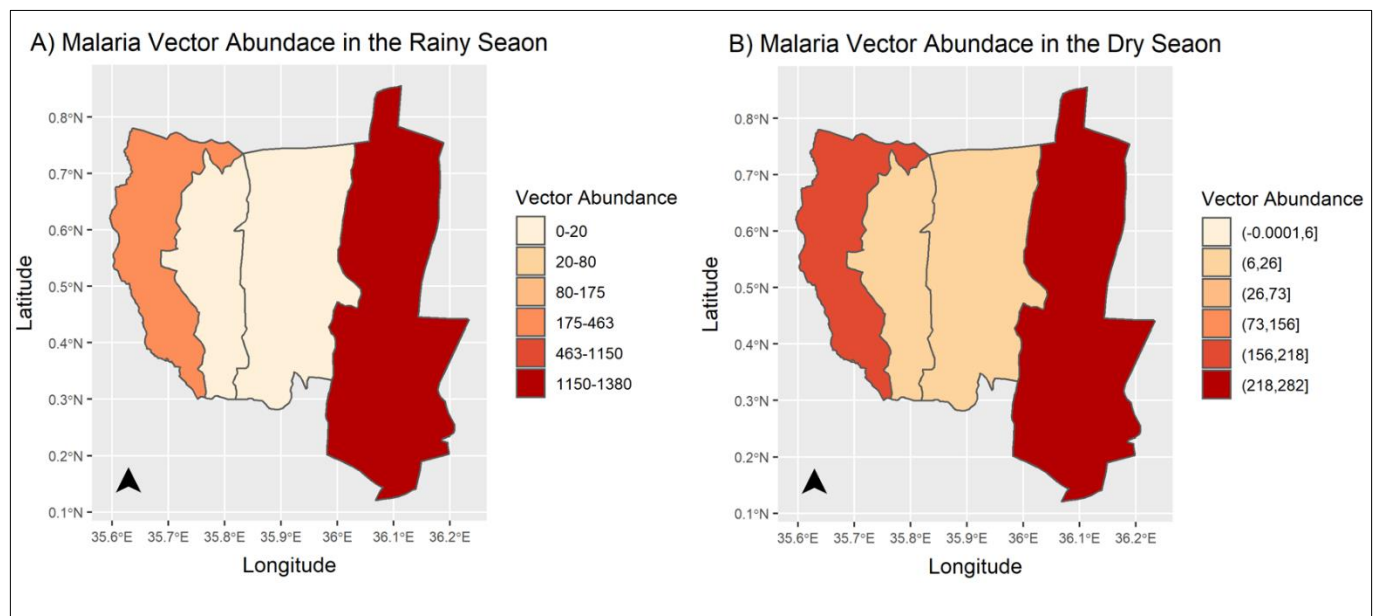 A) Malaria Vector Abundace in the Rainy Seaon
0.8°N
0.7°N
0.6°N
0.5°N
0.4°N
0.3°N
0.2°N
0.1°N
Latitude
35.6°E 35.7°E 35.8°E 35.9°E 36°E 36.1°E 36.2°E
Longitude
Vector Abundance
0-20
20-80
80-175
175-463
463-1150
1150-1380
B) Malaria Vector Abundace in the Dry Seaon
0.8°N
0.7°N
0.6°N
0.5°N
0.4°N
0.3°N
0.2°N
0.1°N
Latitude
35.6°E 35.7°E 35.8°E 35.9°E 36°E 36.1°E 36.2°E
Longitude
Vector Abundance
(-0.0001,6]
(6,26]
(26,73]
(73,156]
(156,218]
(218,282]